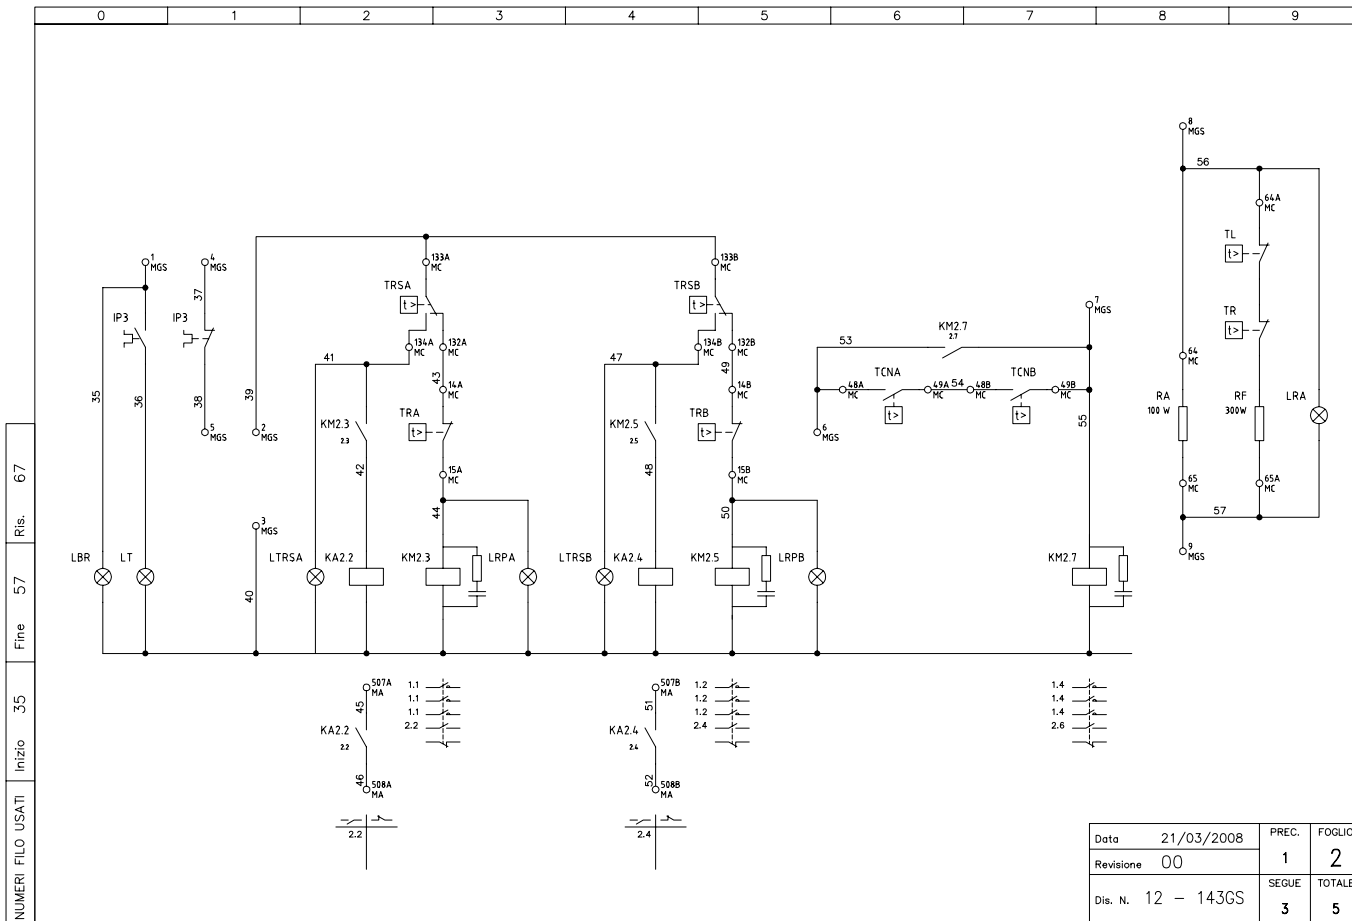 0 1 2 3 4 5 6 7 8 9
8
MGS
56
64A
MC
TL
t>
TR
t>
64
MC
RA
100 W
RF
300W
LRA
65
MC
65A
MC
57
9
MGS
1
MGS
4
MGS
37
IP3
IP3
35
36
38
5
MGS
39
2
MGS
3
MGS
40
LBR
LT
133A
MC
TRSA
t>
134A
MC
132A
MC
41
43
14A
MC
KM2.3
2.3
TRA
t>
42
15A
MC
44
LTRSA
KA2.2
KM2.3
LRPA
133B
MC
TRSB
t>
134B
MC
132B
MC
47
49
14B
MC
KM2.5
2.5
TRB
t>
48
15B
MC
50
LTRSB
KA2.4
KM2.5
LRPB
7
MGS
KM2.7
2.7
53
TCNA
TCNB
48A
MC
49A
MC
54
48B
MC
49B
MC
t>
t>
6
MGS
55
KM2.7
507A
MA
45
KA2.2
2.2
46
508A
MA
2.2
1.1
1.1
1.1
2.2
507B
MA
51
KA2.4
2.4
52
508B
MA
2.4
1.2
1.2
1.2
2.4
1.4
1.4
1.4
2.6
NUMERI FILO USATI
Inizio 35
Fine 57
Ris. 67
Data 21/03/2008
Revisione 00
Dis. N. 12 - 143GS
PREC.
1
FOGLIO
2
SEGUE
3
TOTALE
5